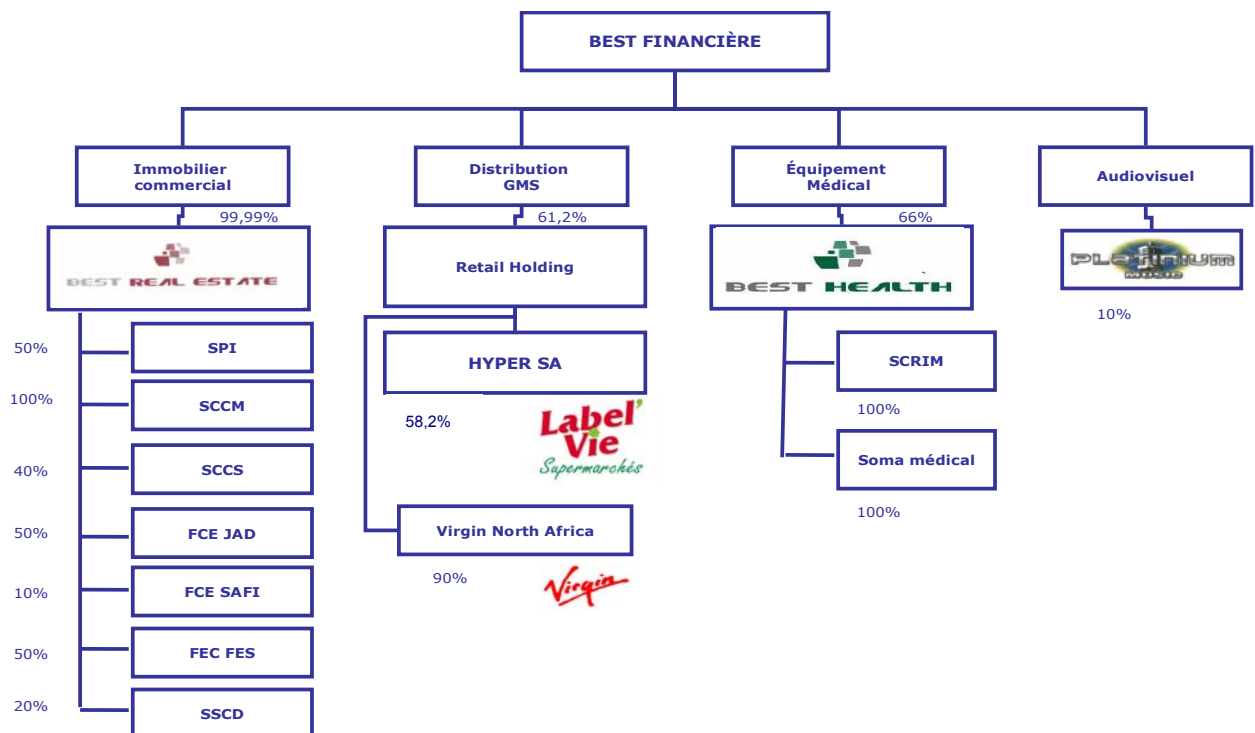 BEST FINANCIÈRE
Immobilier
commercial
Distribution
GMS
Équipement
Médical
Audiovisuel
99,99%
61,2%
66%
BEST REAL ESTATE
Retail Holding
BEST HEALTH
PLATINIUM
MUSIC
10%
50%
SPI
100%
SCCM
40%
SCCS
50%
FCE JAD
10%
FCE SAFI
50%
FEC FES
20%
SSCD
HYPER SA
58,2%
Label'
Vie
Supermarchés
Virgin North Africa
90%
Virgin
SCRIM
100%
Soma médical
100%